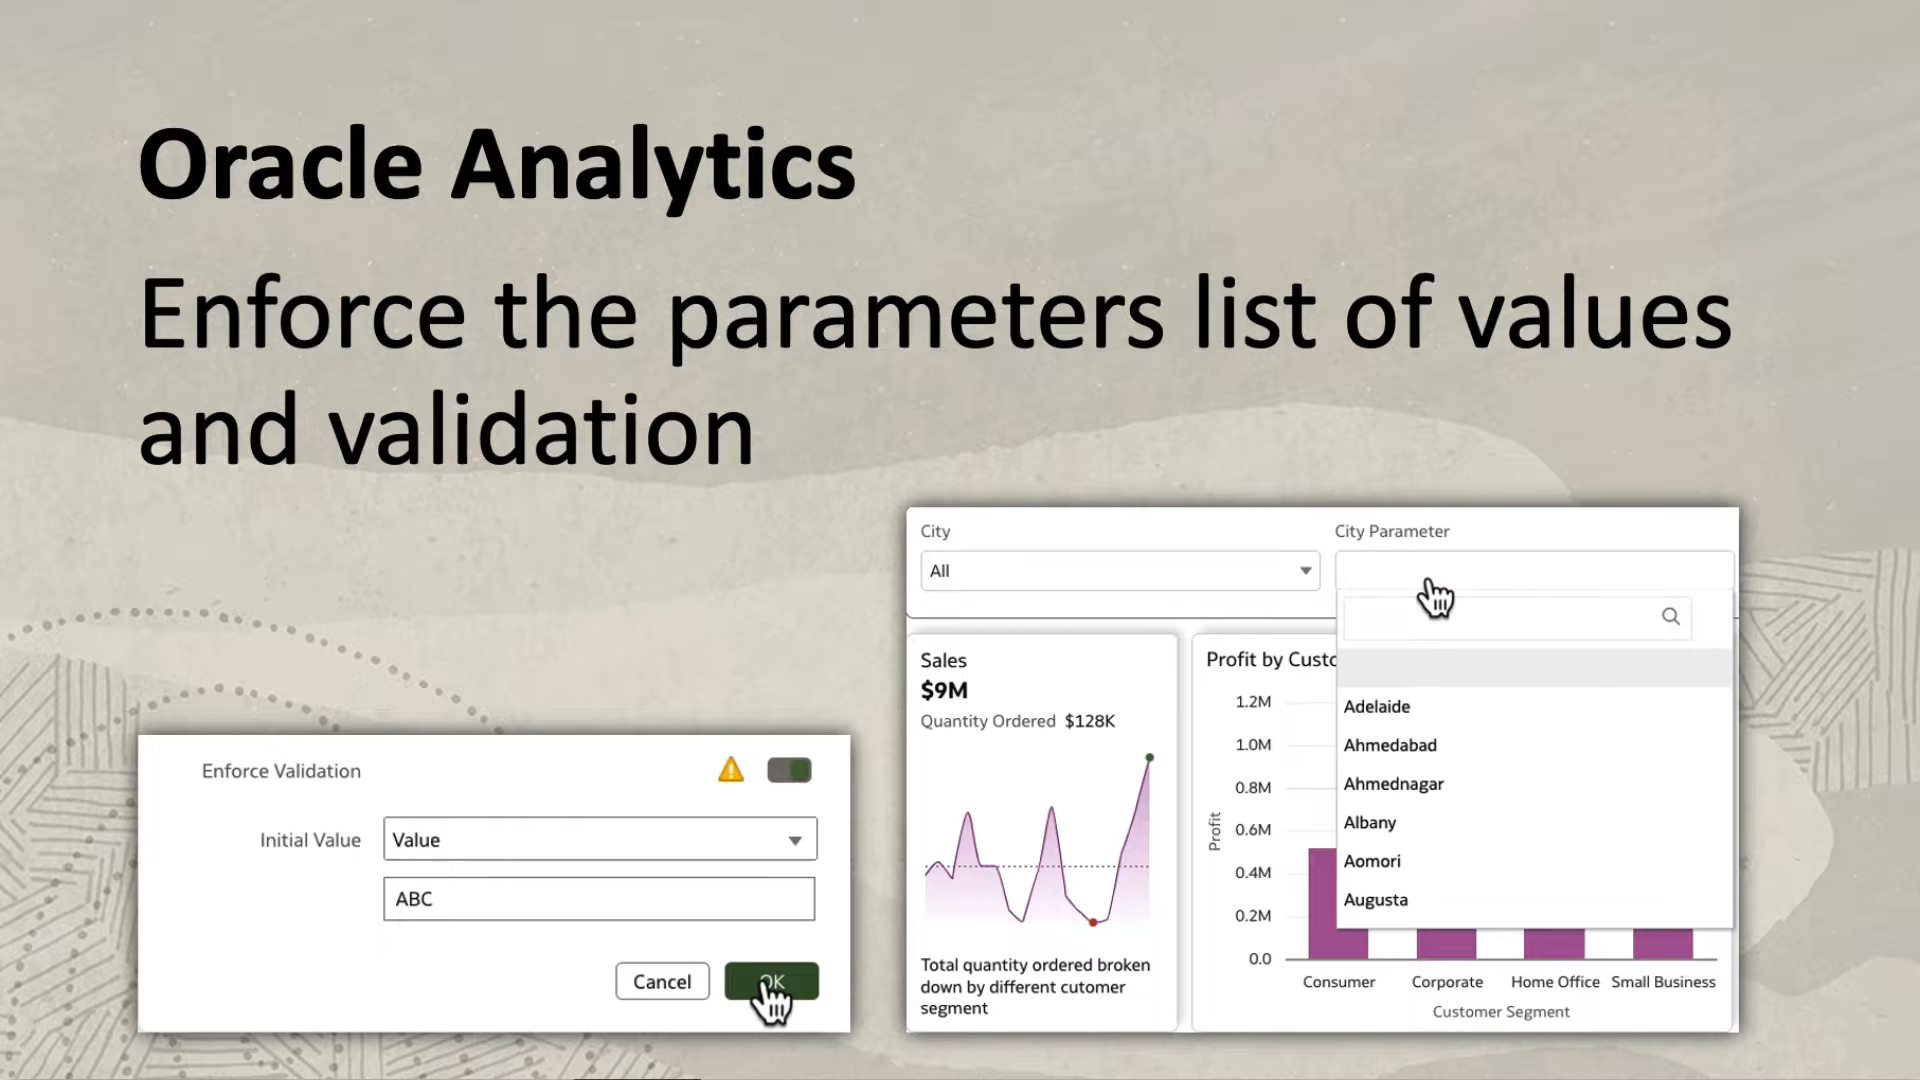 Oracle Analytics
Enforce the parameters list of values
and validation
Enforce Validation
Initial Value
Value
ABC
Cancel
OK
City
All
City Parameter
Adelaide
Ahmedabad
Ahmednagar
Albany
Aomori
Augusta
Sales
$9M
Quantity Ordered $128K
Total quantity ordered broken
down by different cutomer
segment
Profit by Custo
1.2M
1.0M
0.8M
0.6M
0.4M
0.2M
0.0
Profit
Consumer
Corporate
Home Office
Small Business
Customer Segment